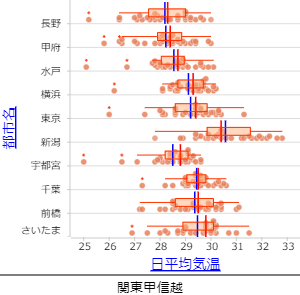 都市名
長野
甲府
水戸
横浜
東京
新潟
宇都宮
千葉
前橋
さいたま
25 26 27 28 29 30 31 32 33
日平均気温
関東甲信越